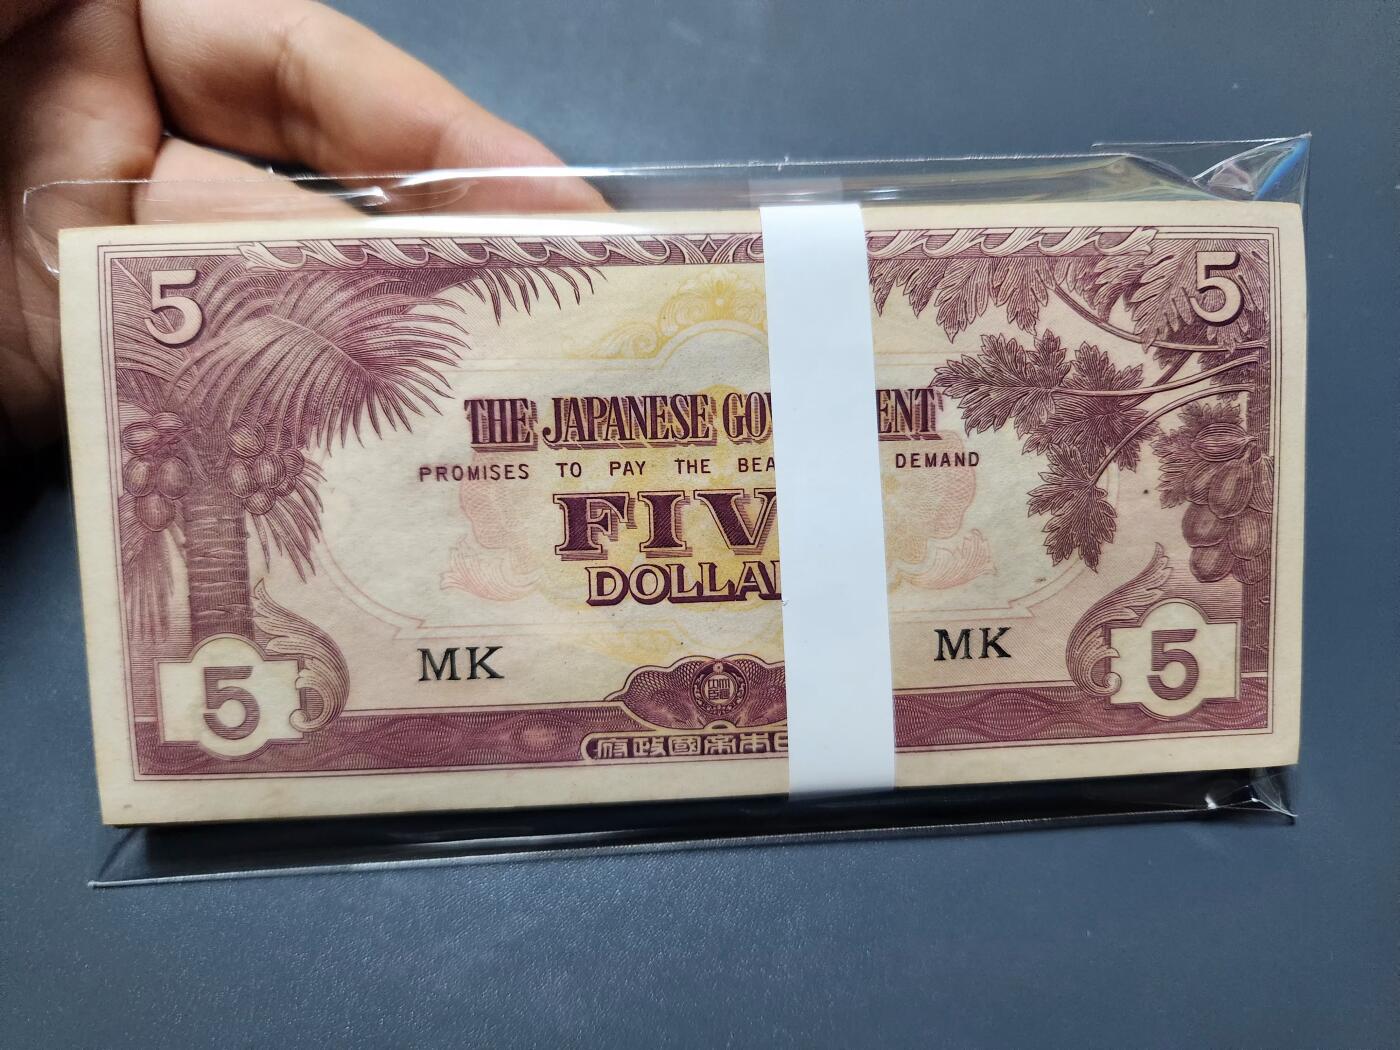 5 5
THE JAPANESE GOV ENT
PROMISES TO PAY THE BEA DEMAND
FIV
DOLLA
MK MK
5 5
府政國帝本日